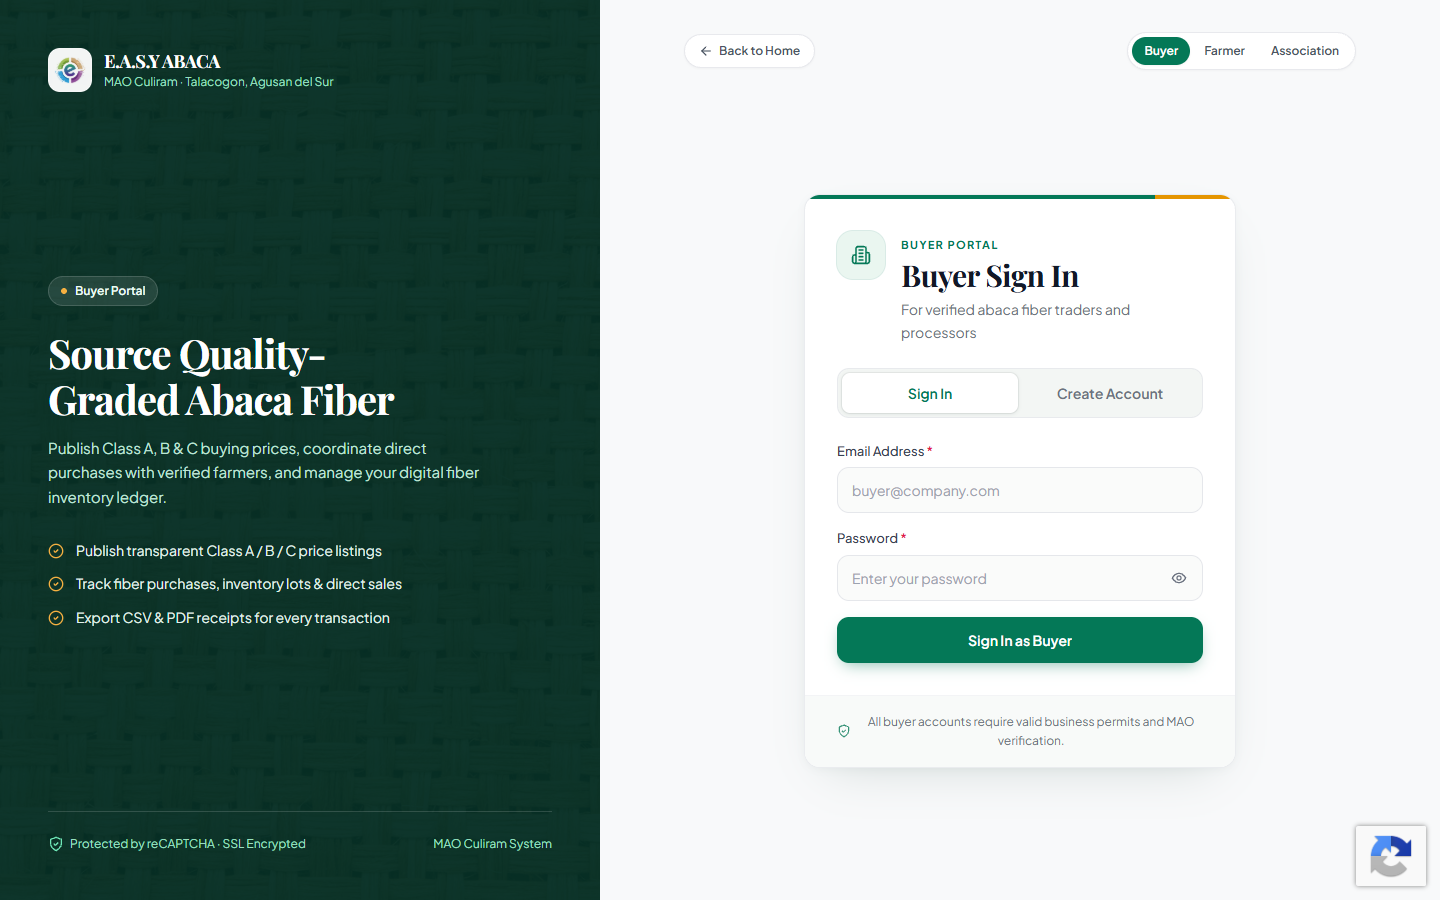 E.A.S.Y ABACA
MAO Culiram · Talacogon, Agusan del Sur
Buyer Portal
Source Quality-
Graded Abaca Fiber
Publish Class A, B & C buying prices, coordinate direct
purchases with verified farmers, and manage your digital fiber
inventory ledger.
Publish transparent Class A / B / C price listings
Track fiber purchases, inventory lots & direct sales
Export CSV & PDF receipts for every transaction
Protected by reCAPTCHA · SSL Encrypted
MAO Culiram System
Back to Home
Buyer
Farmer
Association
BUYER PORTAL
Buyer Sign In
For verified abaca fiber traders and
processors
Sign In
Create Account
Email Address *
buyer@company.com
Password *
Enter your password
Sign In as Buyer
All buyer accounts require valid business permits and MAO
verification.